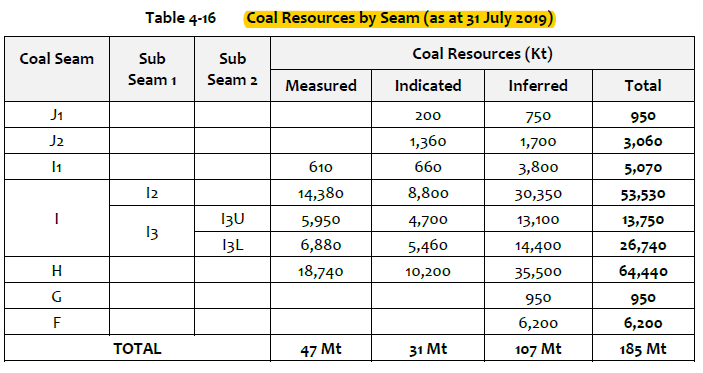 Table 4-16 Coal Resources by Seam (as at 31 July 2019)
Coal Seam Sub Seam 1 Sub Seam 2 Coal Resources (Kt)
Measured Indicated Inferred Total
J1 200 750 950
J2 1,360 1,700 3,060
I1 610 660 3,800 5,070
I I2 14,380 8,800 30,350 53,530
I3 I3U 5,950 4,700 13,100 13,750
I3L 6,880 5,460 14,400 26,740
H 18,740 10,200 35,500 64,440
G 950 950
F 6,200 6,200
TOTAL 47 Mt 31 Mt 107 Mt 185 Mt